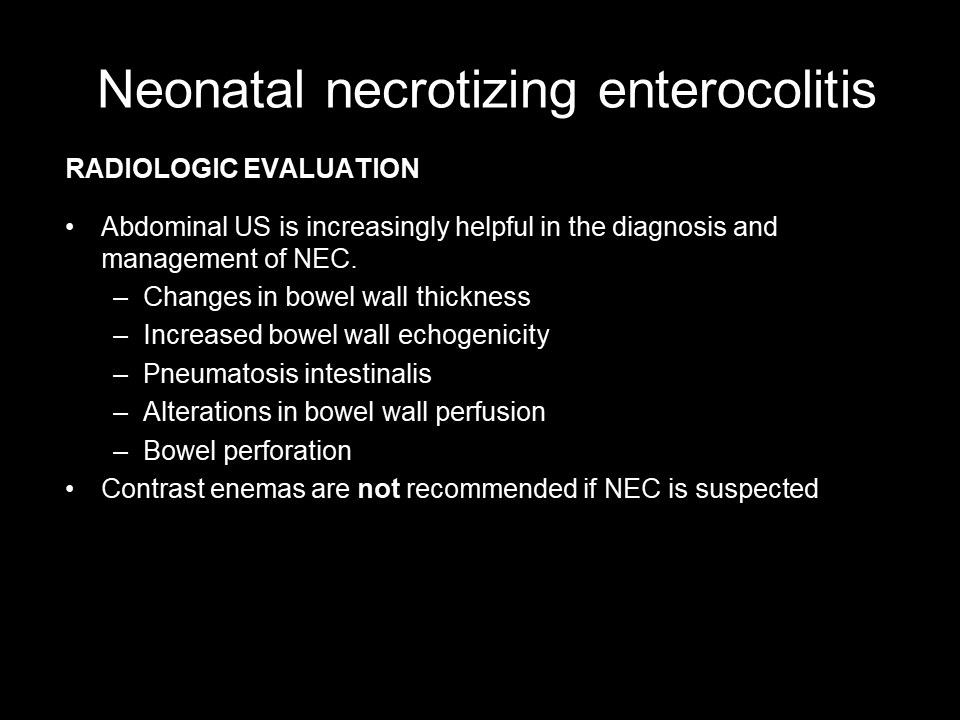 Neonatal necrotizing enterocolitis
RADIOLOGIC EVALUATION
• Abdominal US is increasingly helpful in the diagnosis and
management of NEC.
– Changes in bowel wall thickness
– Increased bowel wall echogenicity
– Pneumatosis intestinalis
– Alterations in bowel wall perfusion
– Bowel perforation
• Contrast enemas are not recommended if NEC is suspected